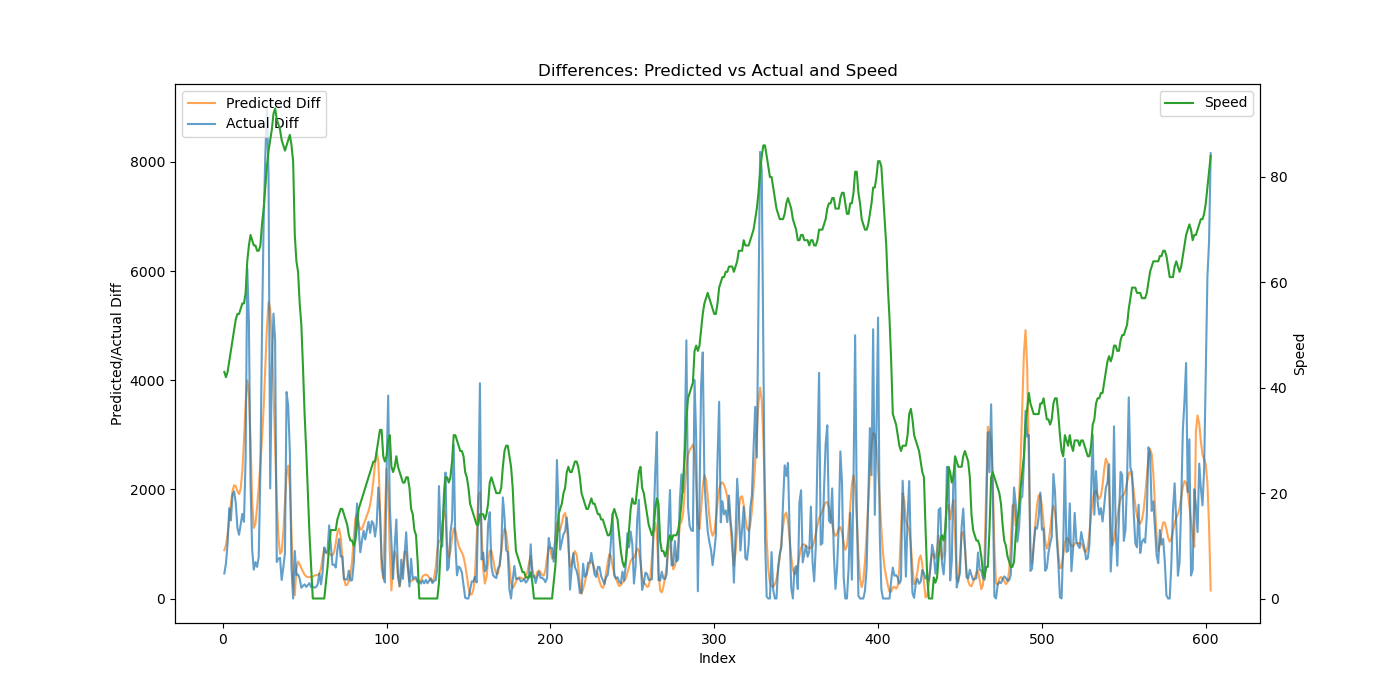 Differences: Predicted vs Actual and Speed
Predicted Diff
Actual Diff
Speed
8000
6000
4000
2000
0
Predicted/Actual Diff
80
60
40
20
0
Speed
0 100 200 300 400 500 600
Index